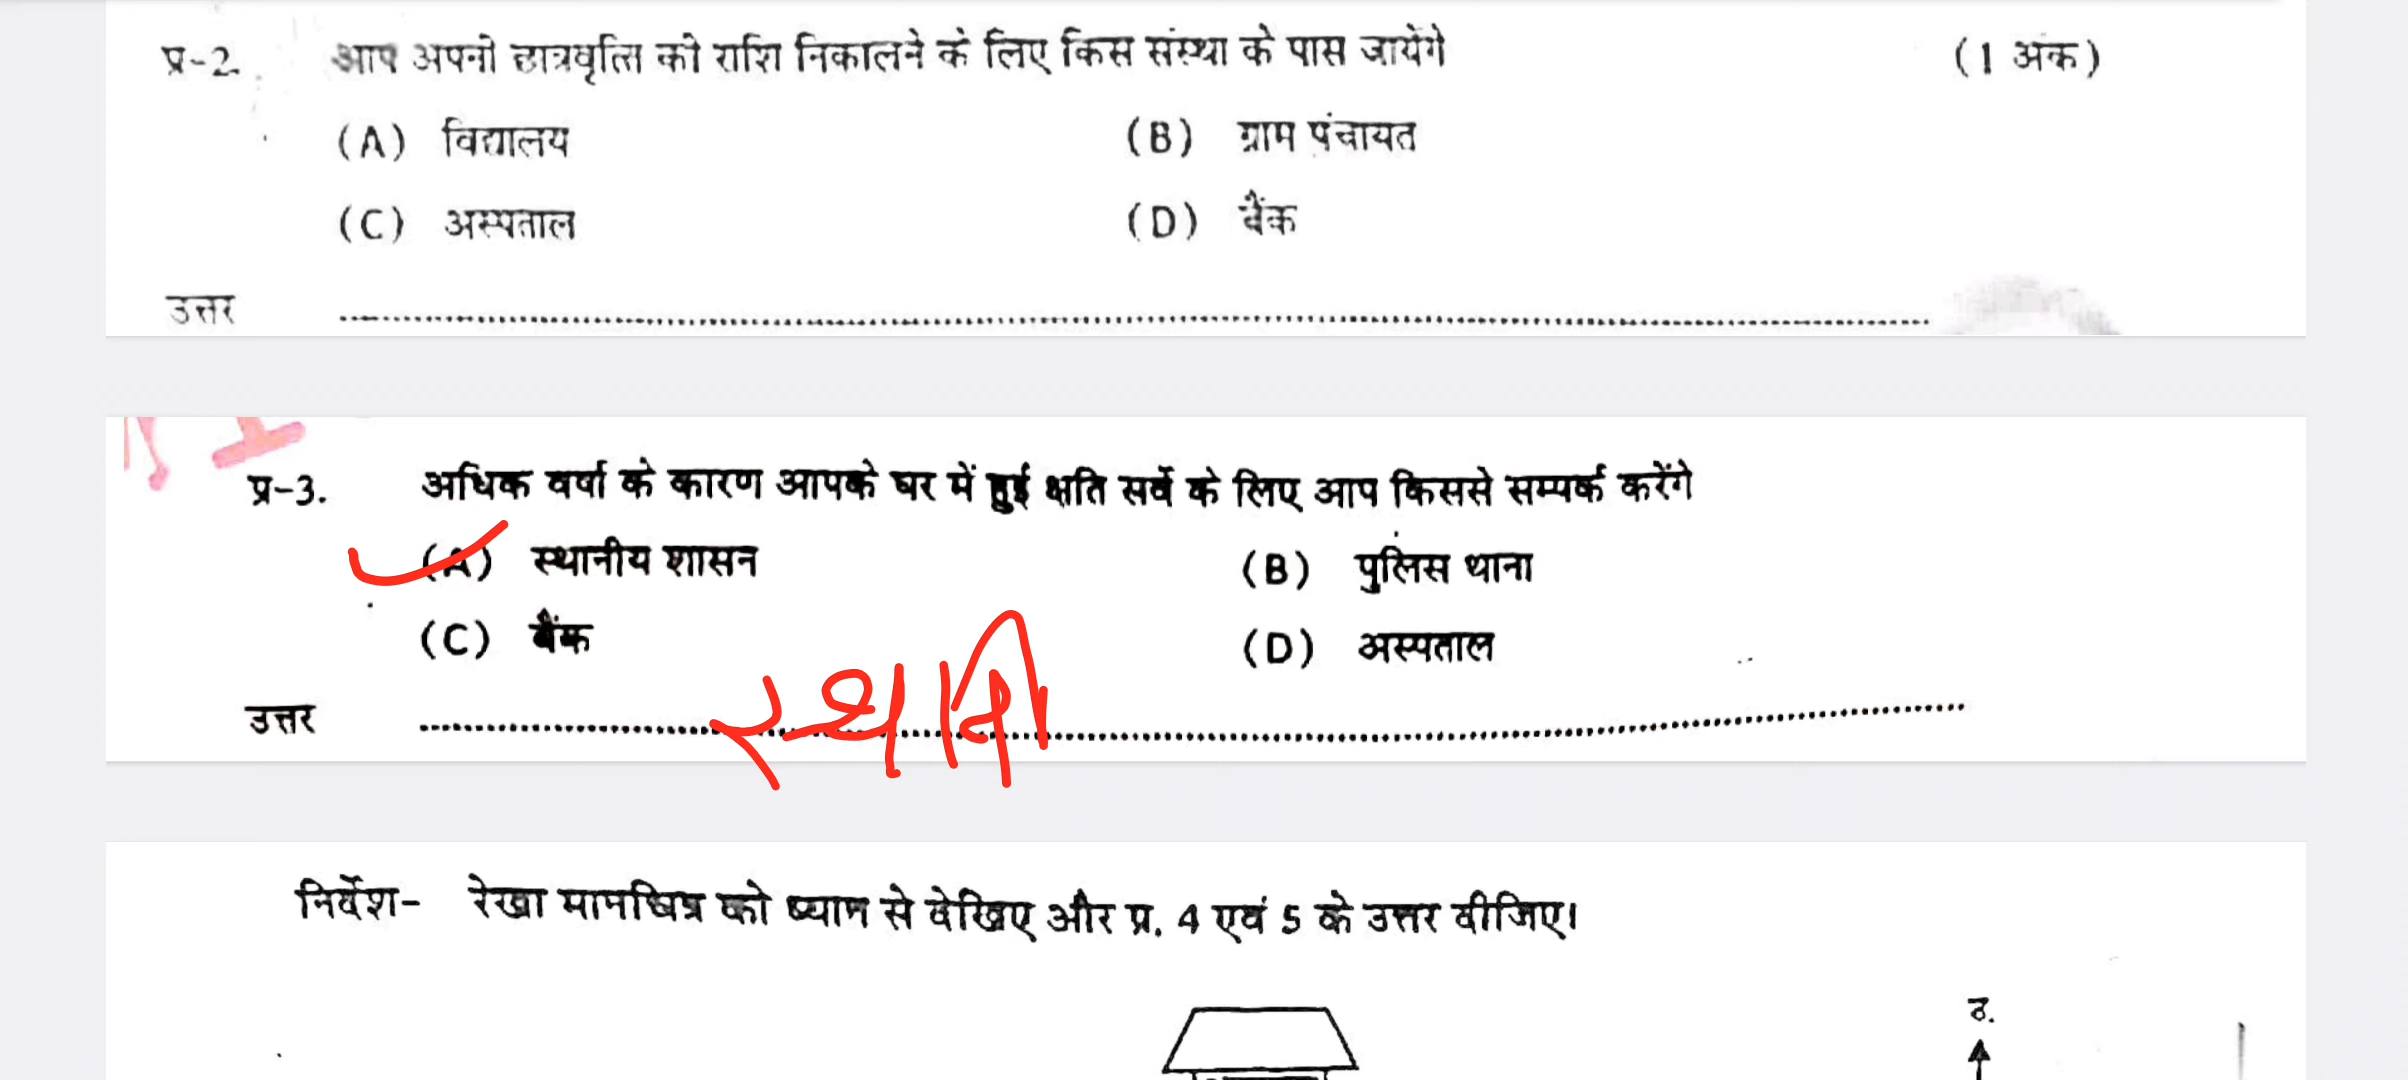 प्र-2. आप अपनी छात्रवृत्ति की राशि निकालने के लिए किस संस्था के पास जायेंगे (1 अंक)
(A) विद्यालय (B) ग्राम पंचायत
(C) अस्पताल (D) बैंक
उत्तर
प्र-3. अधिक वर्षा के कारण आपके घर में हुई क्षति सर्वे के लिए आप किससे सम्पर्क करेंगे
(A) स्थानीय शासन (B) पुलिस थाना
(C) बैंक (D) अस्पताल
उत्तर स्थानि
निर्देश- रेखा मानचित्र को ध्यान से देखिए और प्र. 4 एवं 5 के उत्तर दीजिए।
उ.